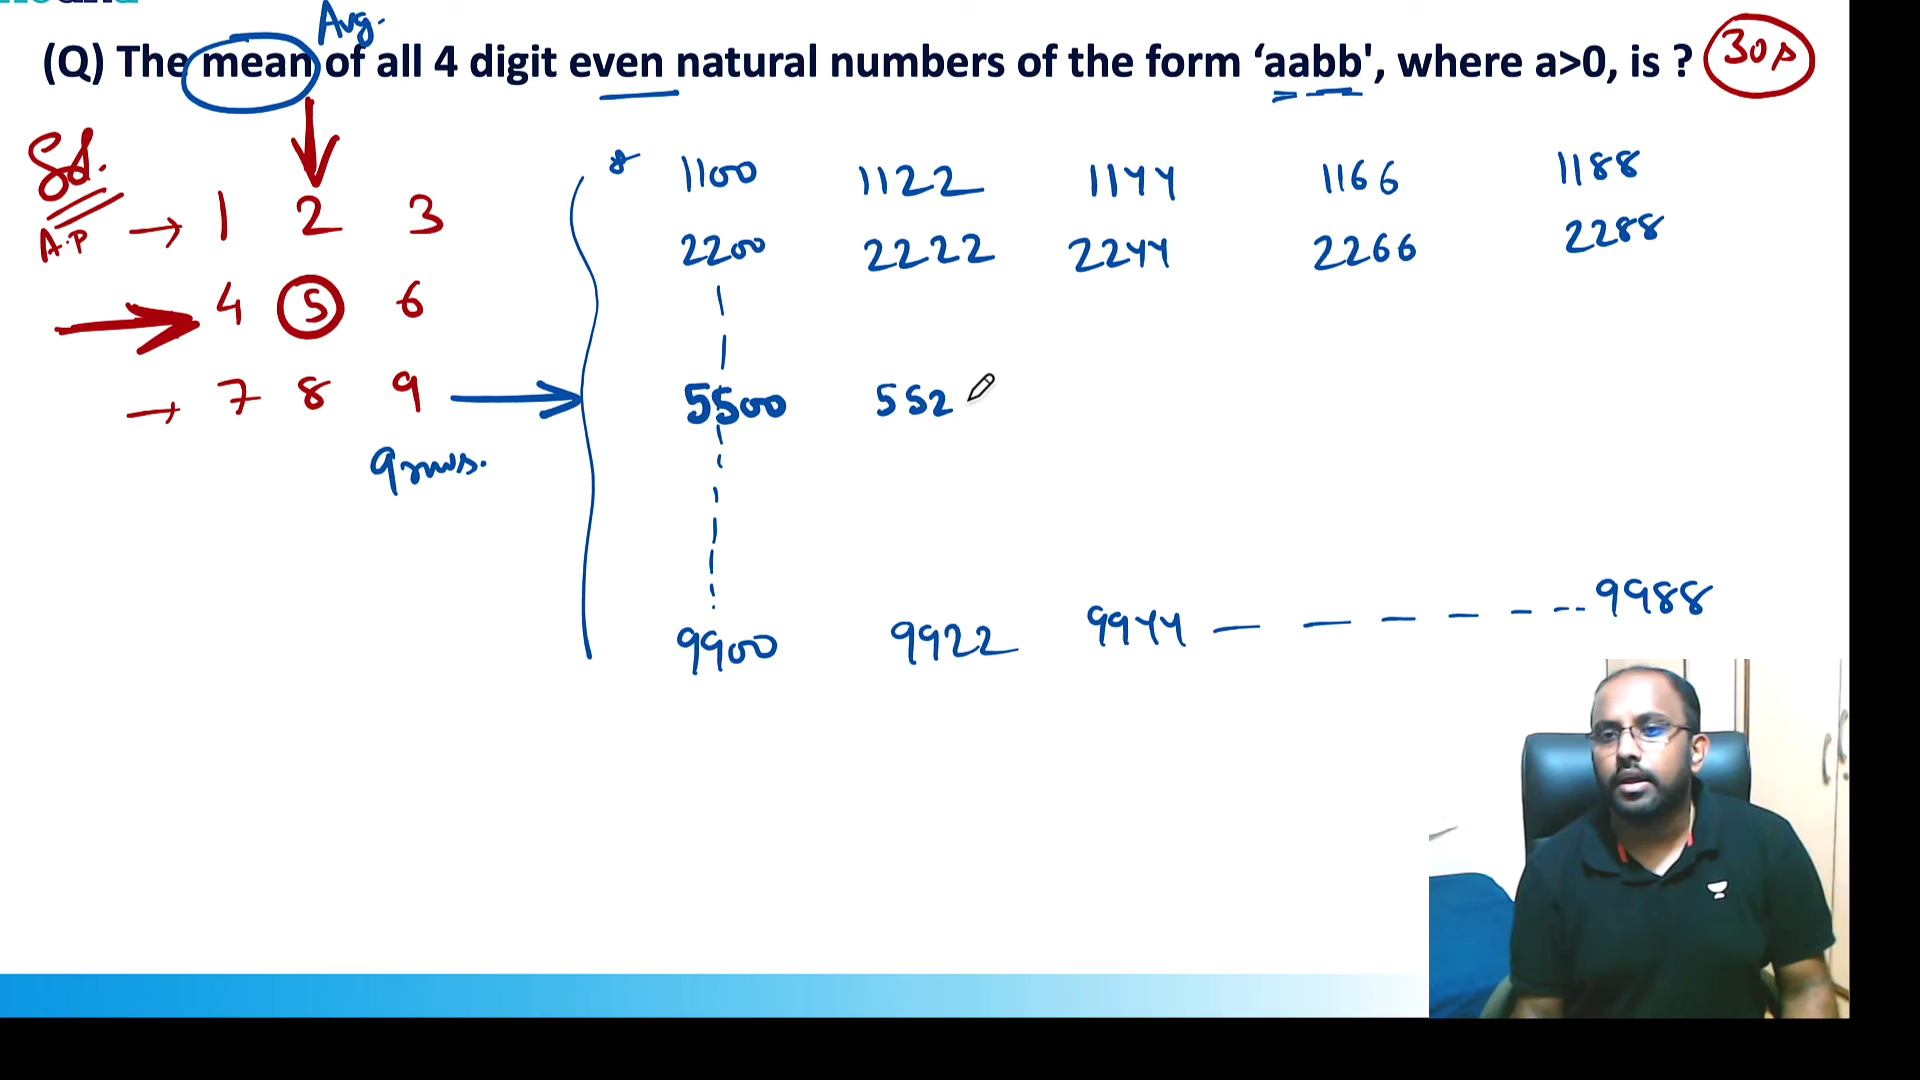 Avg.
(Q) The mean of all 4 digit even natural numbers of the form ‘aabb', where a>0, is ? 30s
Sol.
A.P → 1 2 3
4 5 6
→ 7 8 9
9 rows.
* 1100 1122 1144 1166 1188
2200 2222 2244 2266 2288
5500 552
9900 9922 9944 9988